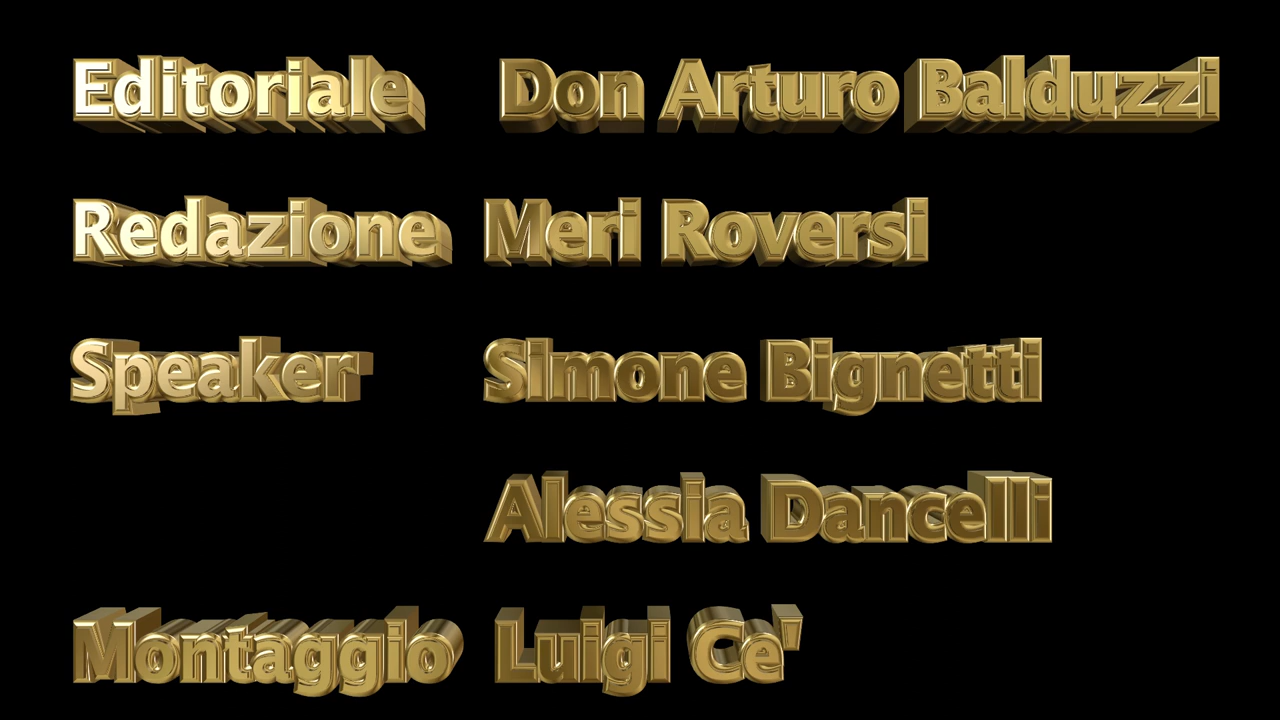 Editoriale Don Arturo Balduzzi
Redazione Meri Roversi
Speaker Simone Bignetti
Alessia Dancelli
Montaggio Luigi Ce'